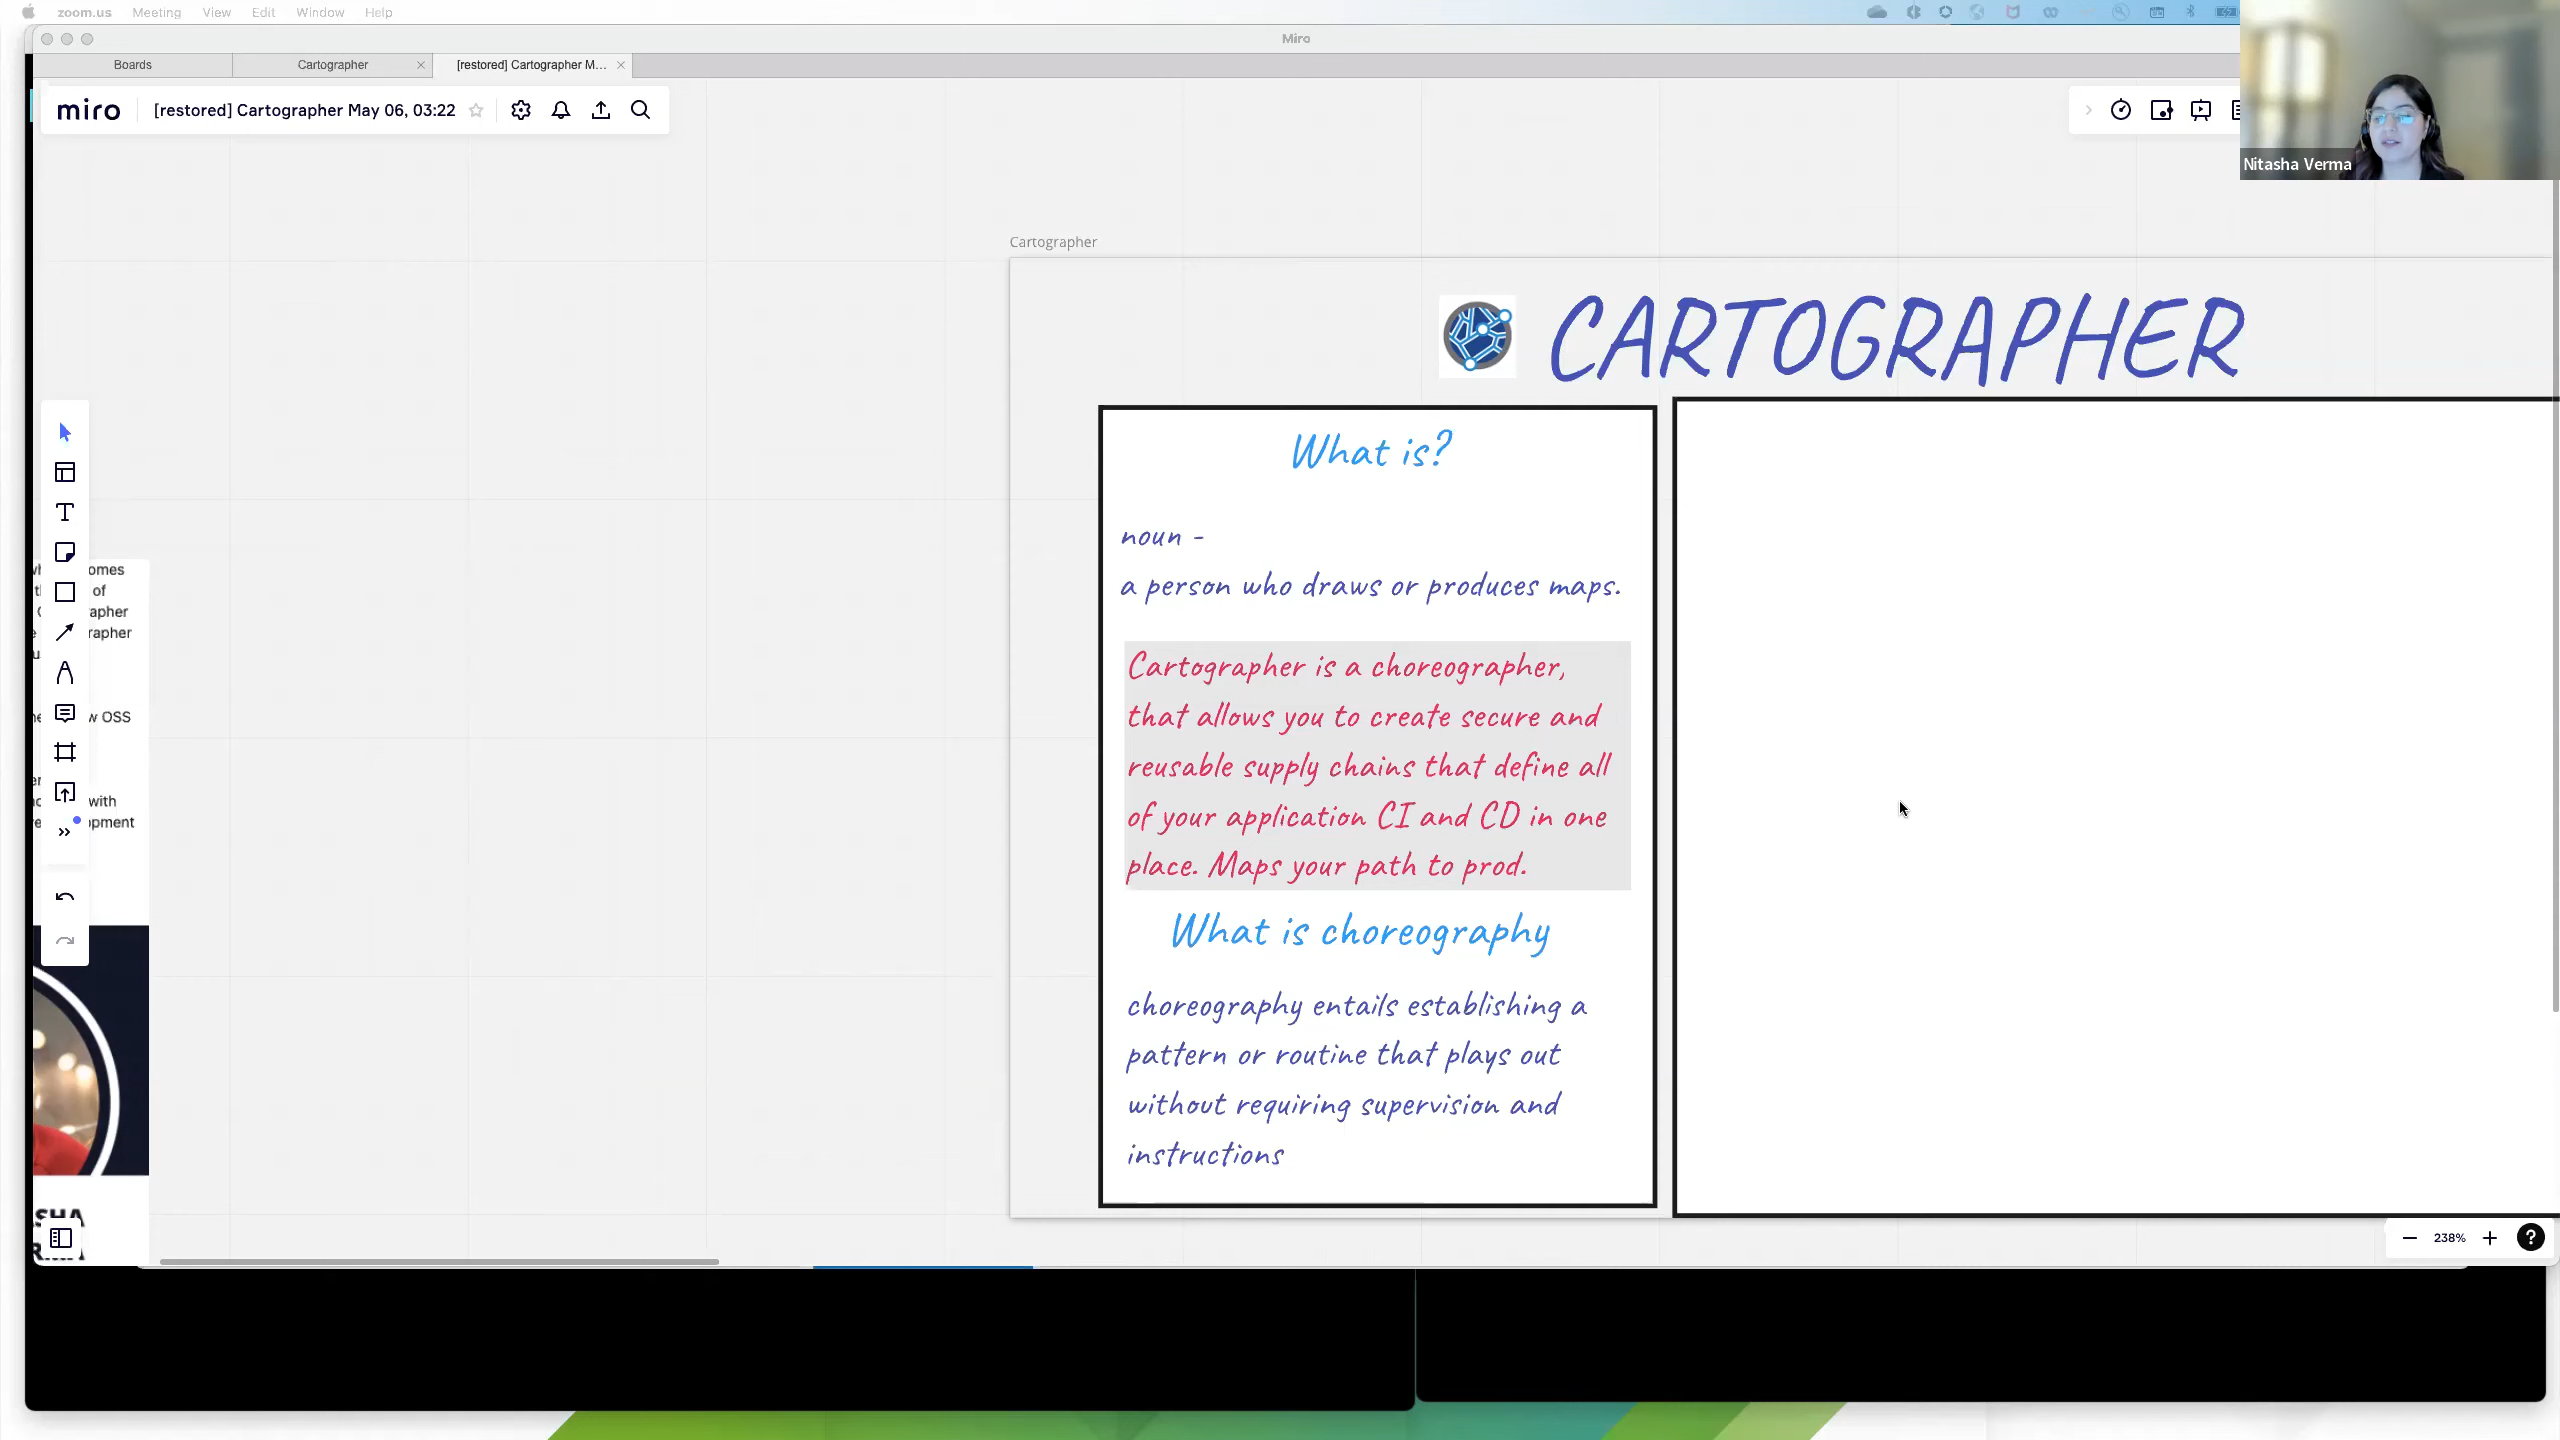 zoom.us Meeting View Edit Window Help
Miro
Boards Cartographer [restored] Cartographer M...
miro [restored] Cartographer May 06, 03:22
Nitasha Verma
Cartographer
CARTOGRAPHER
What is?
noun -
a person who draws or produces maps.
Cartographer is a choreographer,
that allows you to create secure and
reusable supply chains that define all
of your application CI and CD in one
place. Maps your path to prod.
What is choreography
choreography entails establishing a
pattern or routine that plays out
without requiring supervision and
instructions
omes
of
apher
rapher
w OSS
with
opment
SHA
238%
?